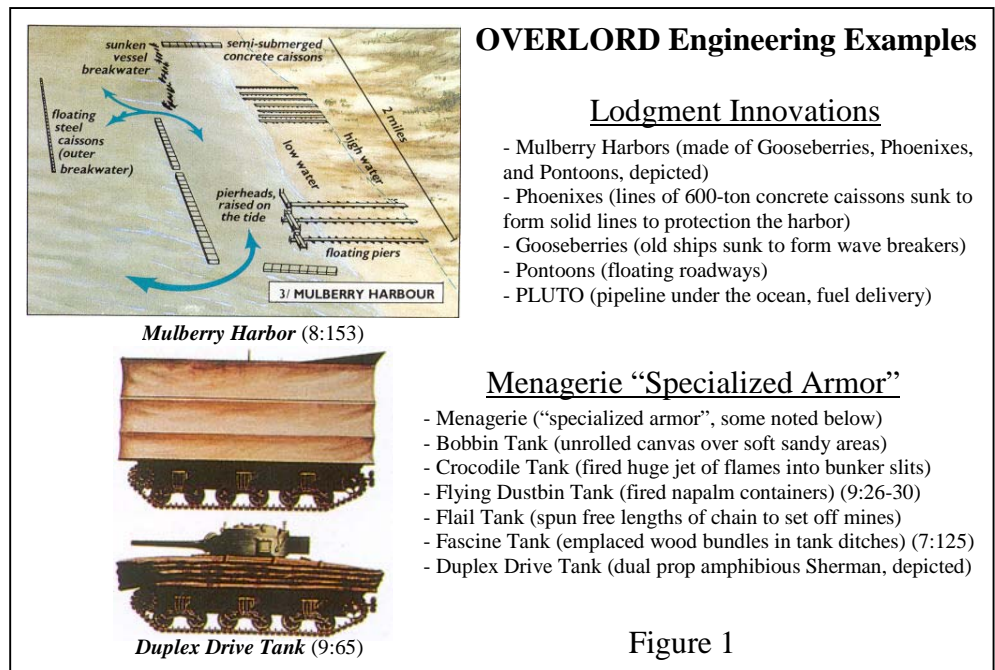 OVERLORD Engineering Examples
sunken
vessel
breakwater
semi-submerged
concrete caissons
floating
steel
caissons
(outer
breakwater)
2 miles
high water
low water
pierheads,
raised on
the tide
floating piers
3/ MULBERRY HARBOUR
Mulberry Harbor (8:153)
Lodgment Innovations
- Mulberry Harbors (made of Gooseberries, Phoenixes,
and Pontoons, depicted)
- Phoenixes (lines of 600-ton concrete caissons sunk to
form solid lines to protection the harbor)
- Gooseberries (old ships sunk to form wave breakers)
- Pontoons (floating roadways)
- PLUTO (pipeline under the ocean, fuel delivery)
Menagerie “Specialized Armor”
- Menagerie (“specialized armor”, some noted below)
- Bobbin Tank (unrolled canvas over soft sandy areas)
- Crocodile Tank (fired huge jet of flames into bunker slits)
- Flying Dustbin Tank (fired napalm containers) (9:26-30)
- Flail Tank (spun free lengths of chain to set off mines)
- Fascine Tank (emplaced wood bundles in tank ditches) (7:125)
- Duplex Drive Tank (dual prop amphibious Sherman, depicted)
Duplex Drive Tank (9:65)
Figure 1